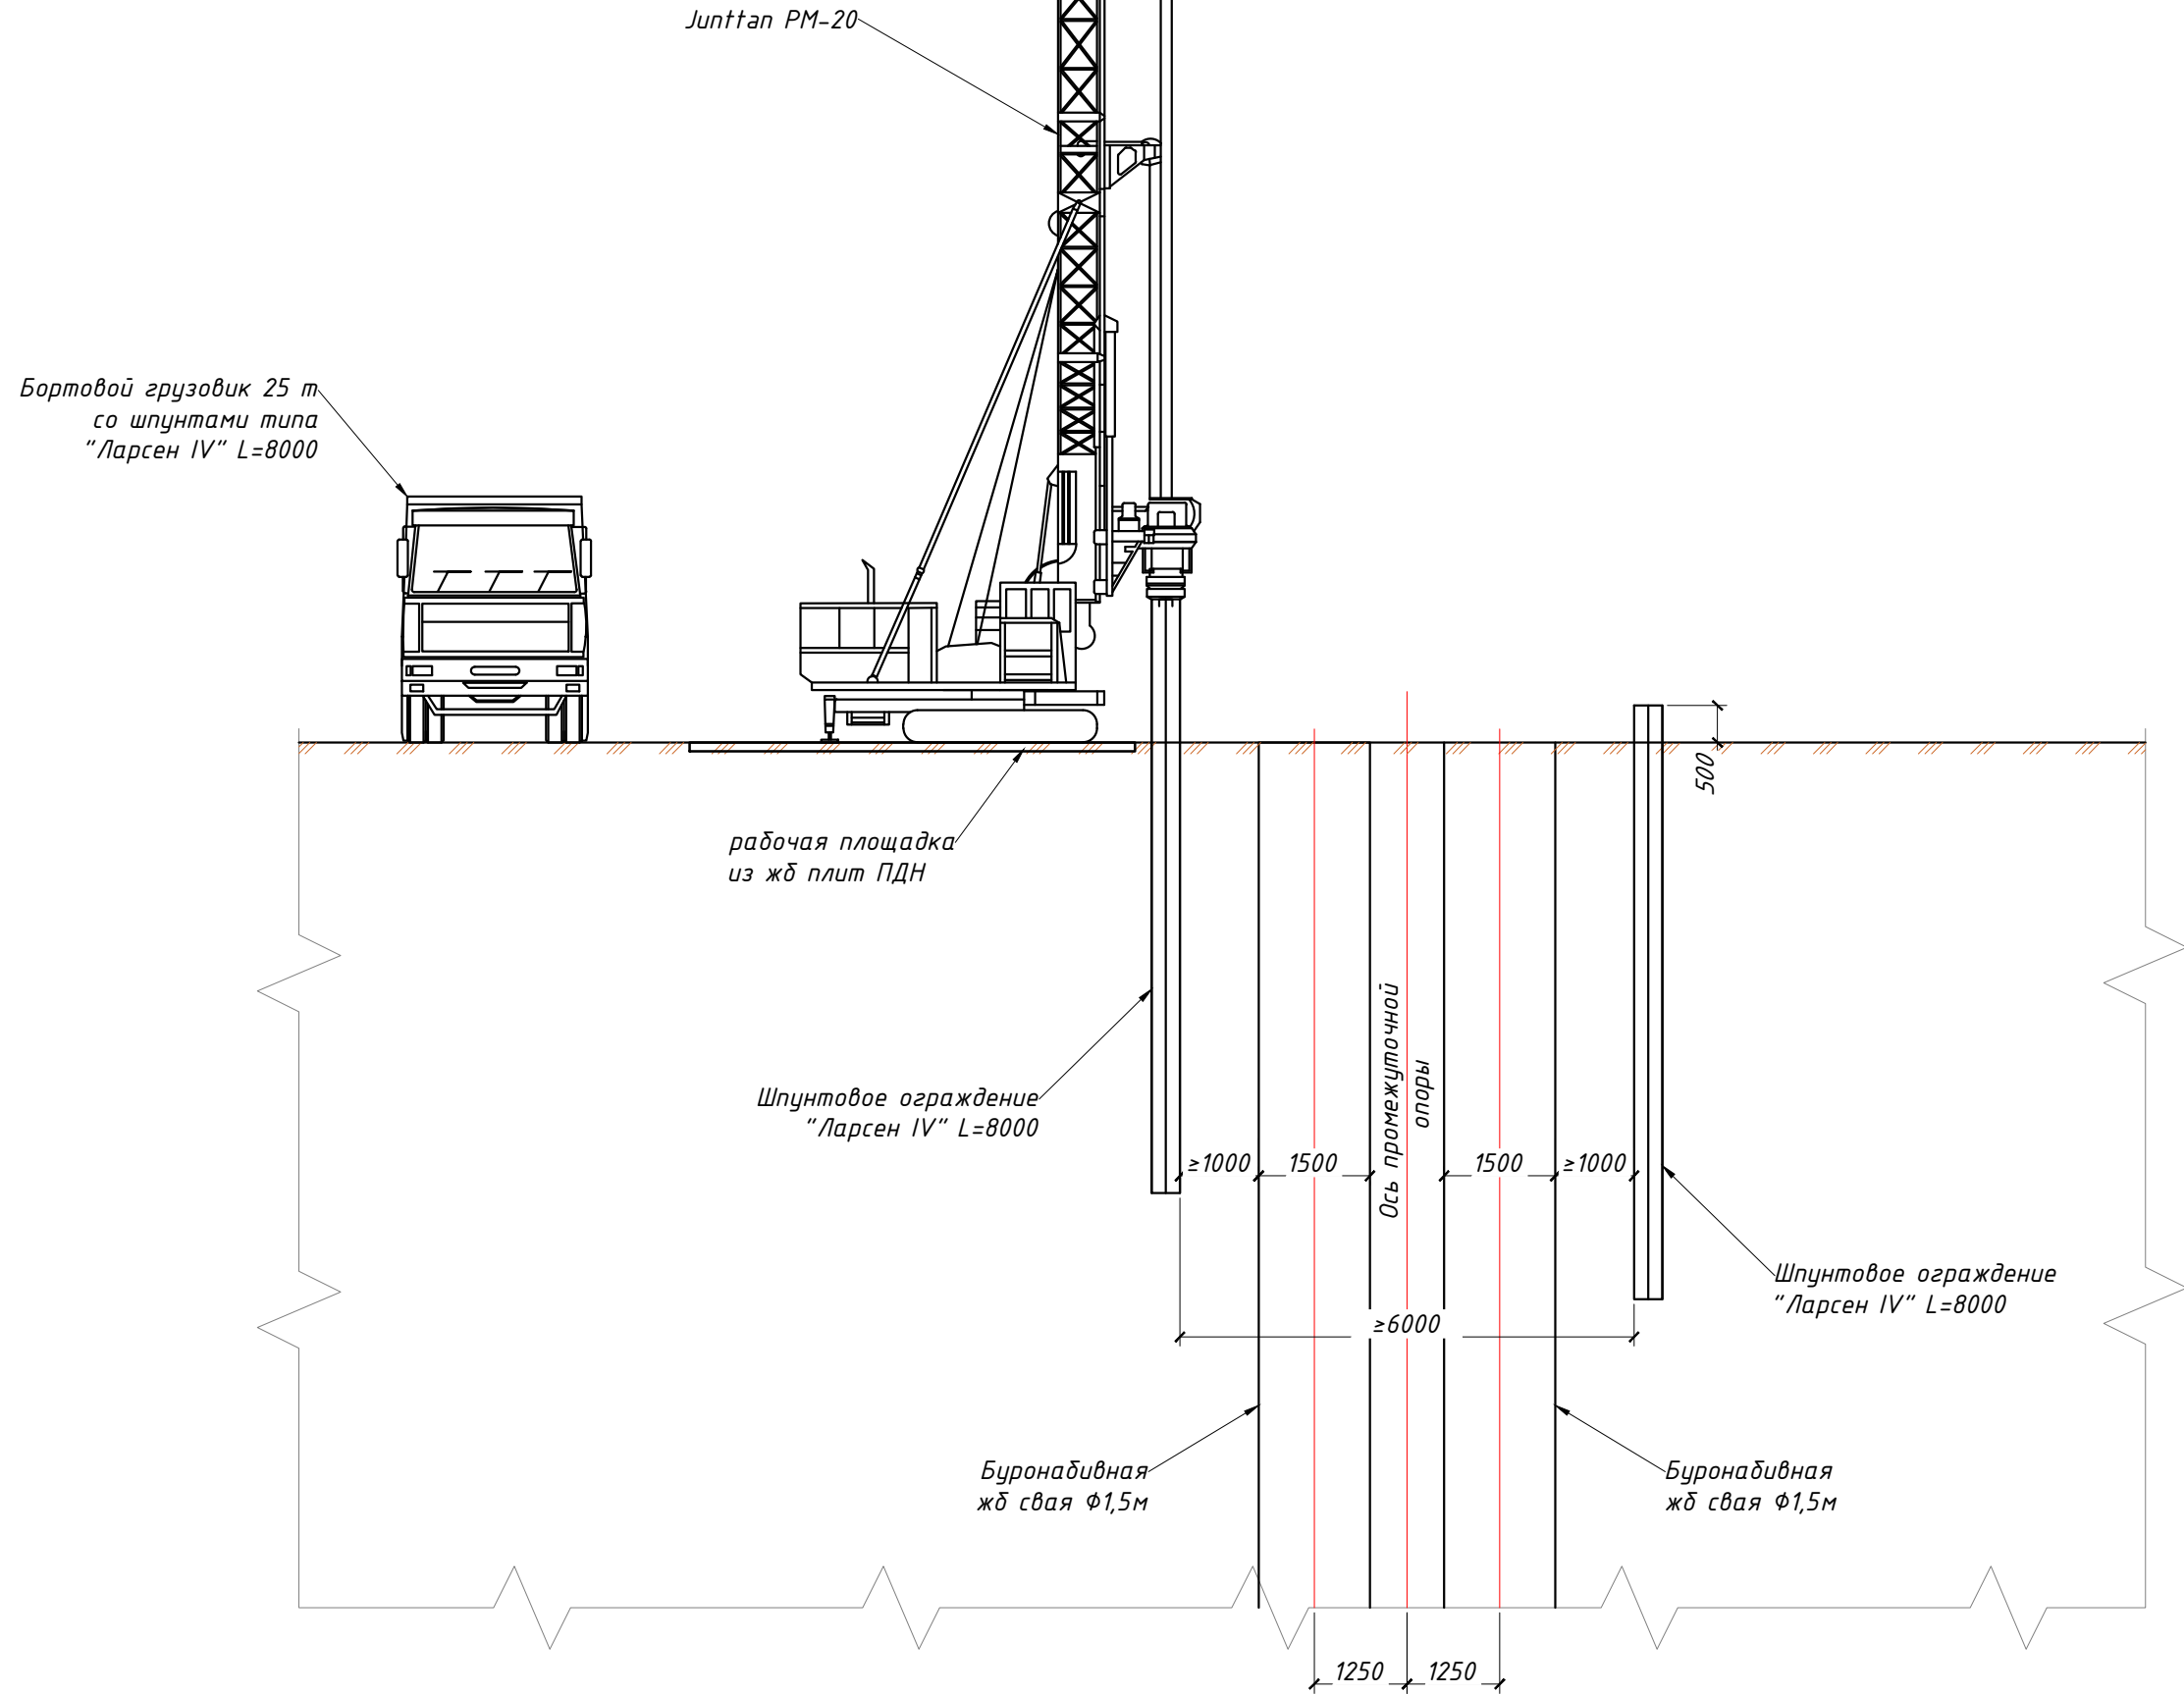 Junttan PM-20
Бортовой грузовик 25 т
со шпунтами типа
"Ларсен IV" L=8000
500
рабочая площадка
из жб плит ПДН
Ось промежуточной
опоры
Шпунтовое ограждение
"Ларсен IV" L=8000
≥1000
1500
1500
≥1000
Шпунтовое ограждение
"Ларсен IV" L=8000
≥6000
Буронабивная
жб свая Ф1,5м
Буронабивная
жб свая Ф1,5м
1250
1250